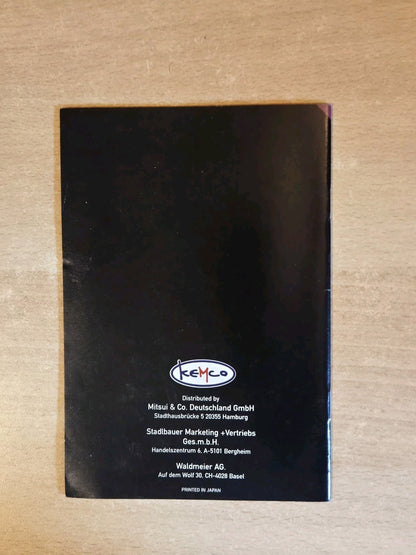 KEMCO
Distributed by
Mitsui & Co. Deutschland GmbH
Stadthausbrücke 5 20355 Hamburg
Stadlbauer Marketing +Vertriebs
Ges.m.b.H.
Handelszentrum 6, A-5101 Bergheim
Waldmeier AG.
Auf dem Wolf 30, CH-4028 Basel
PRINTED IN JAPAN